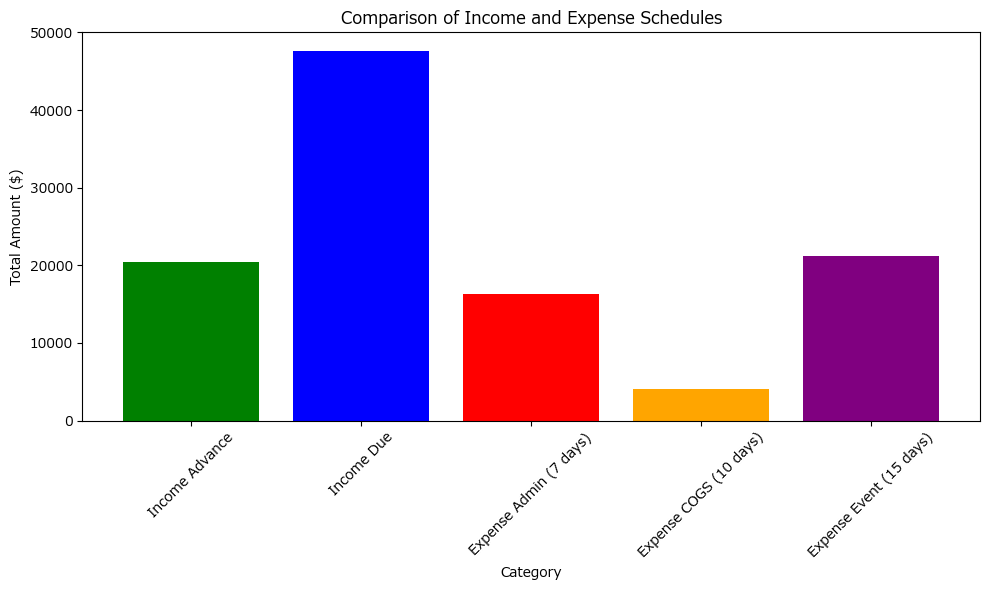 Comparison of Income and Expense Schedules
Total Amount ($)
50000
40000
30000
20000
10000
0
Income Advance
Income Due
Expense Admin (7 days)
Expense COGS (10 days)
Expense Event (15 days)
Category